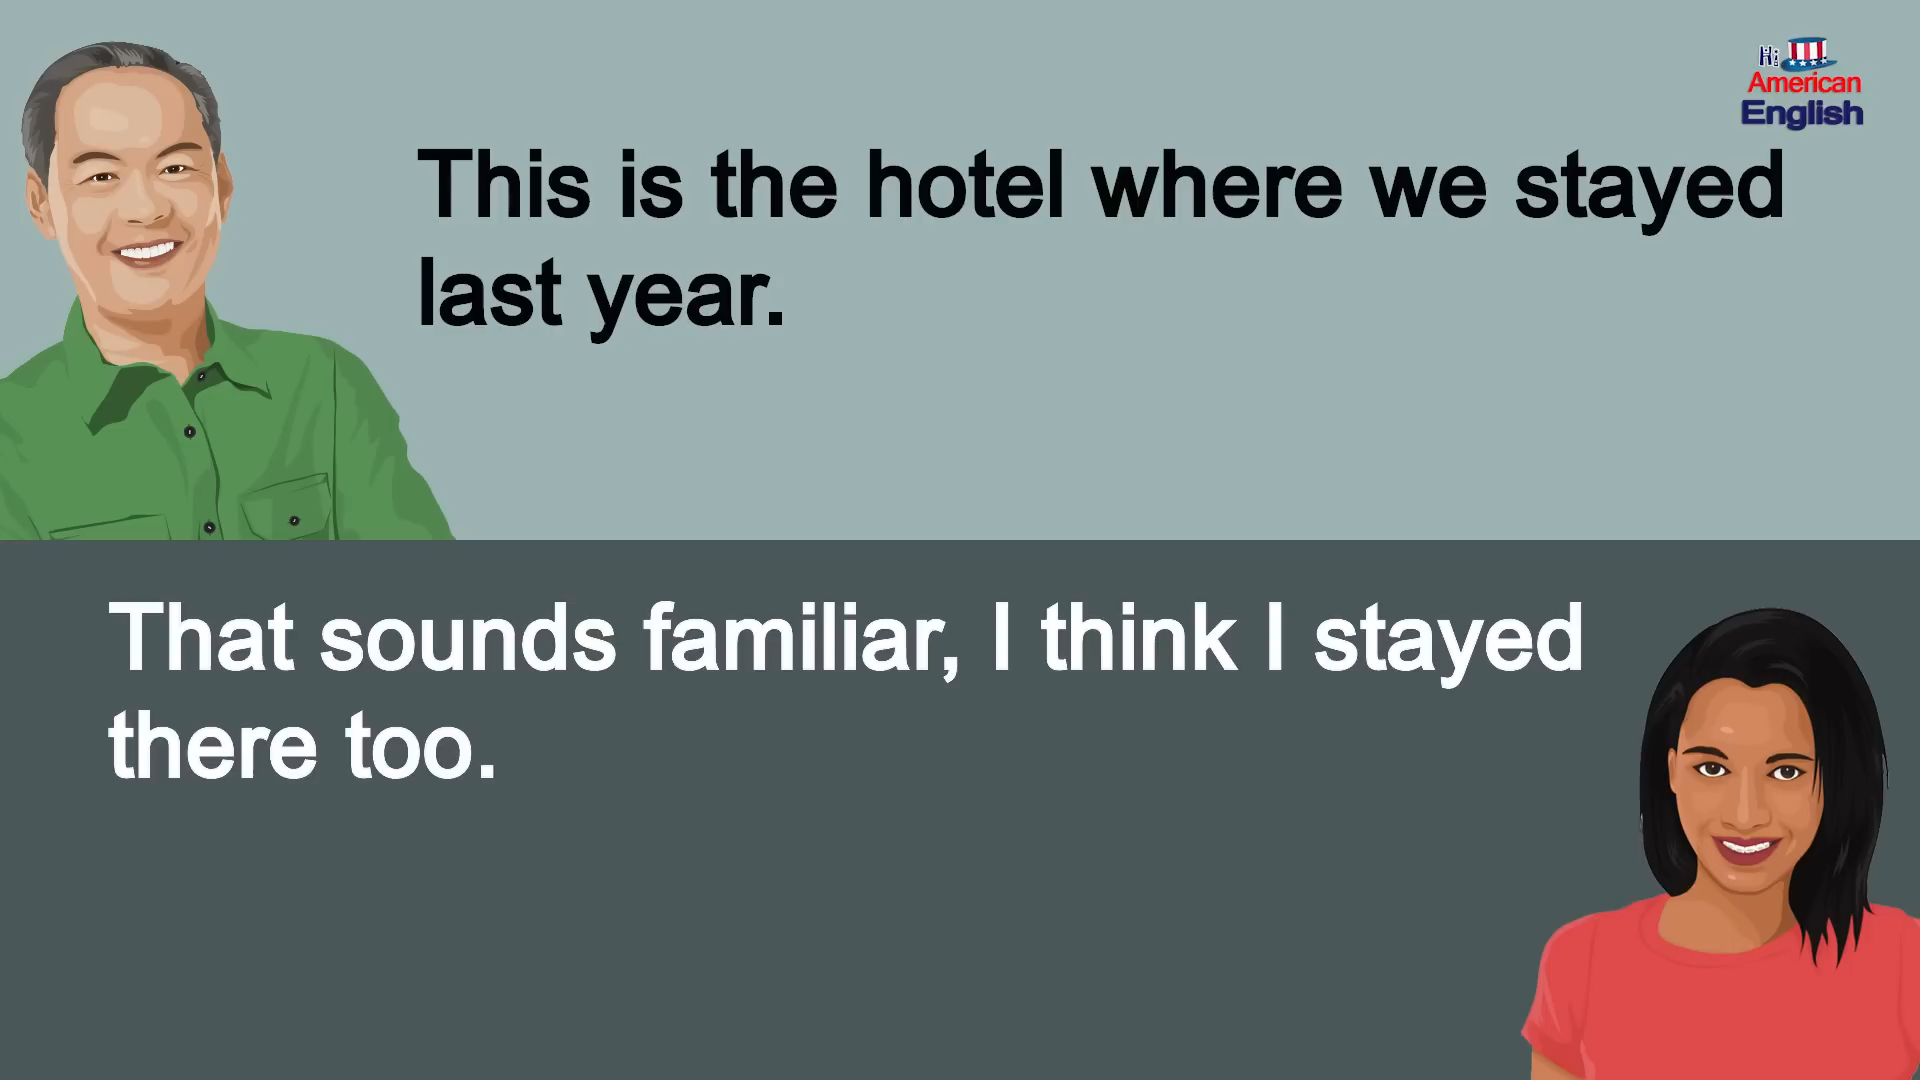 Hi
American
English
This is the hotel where we stayed
last year.
That sounds familiar, I think I stayed
there too.